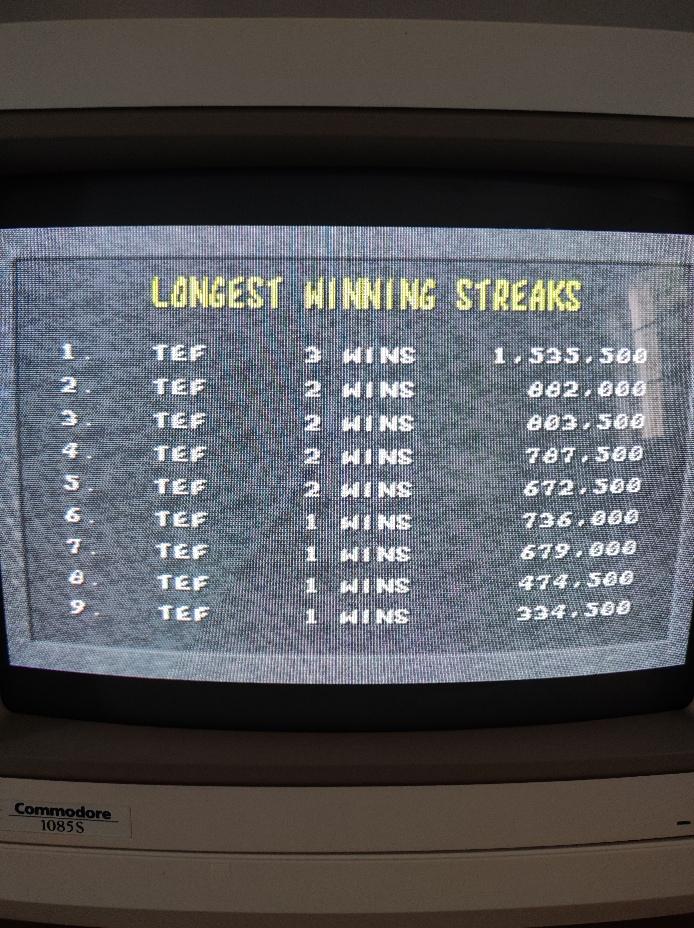 LONGEST WINNING STREAKS
1. TEF 3 WINS 1,535,500
2. TEF 2 WINS 882,000
3. TEF 2 WINS 803,500
4. TEF 2 WINS 787,500
5. TEF 2 WINS 672,500
6. TEF 1 WINS 736,000
7. TEF 1 WINS 679,000
8. TEF 1 WINS 474,500
9. TEF 1 WINS 334,500
Commodore
1085S